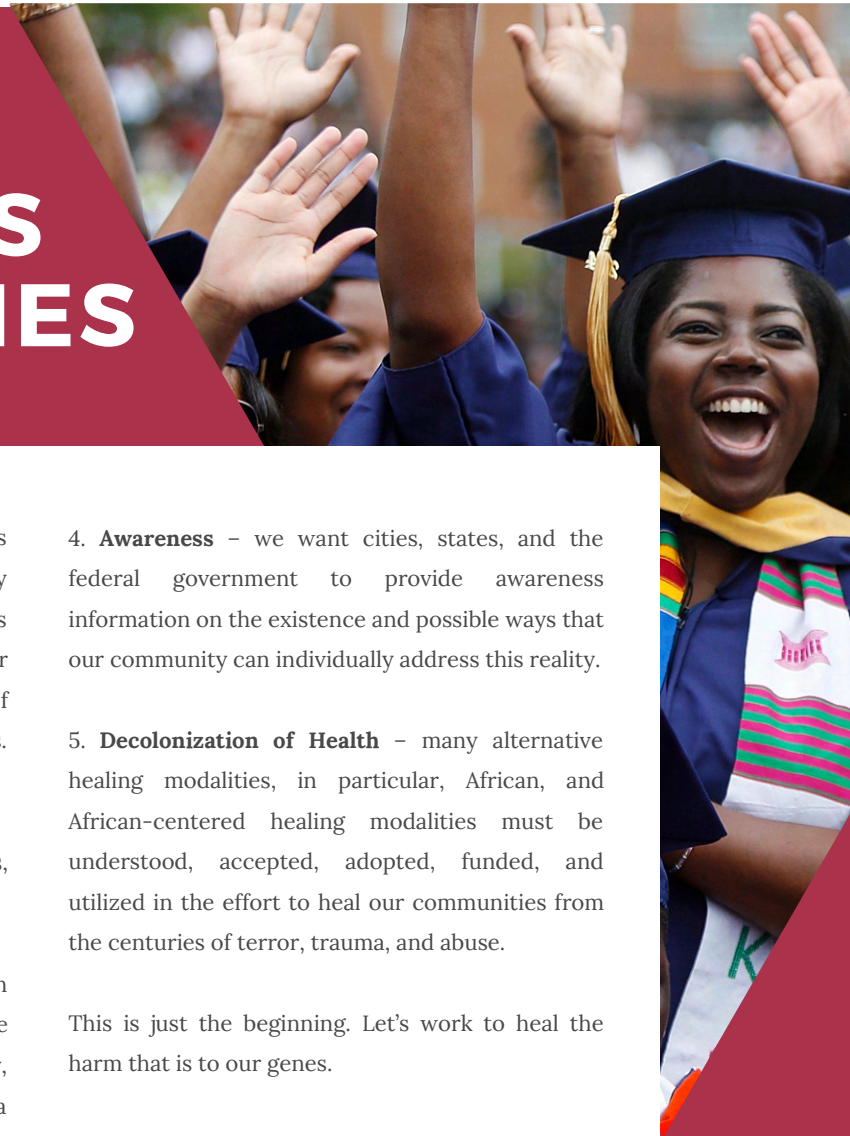 S
IES
s
y
s
r
f
s.
s,
n
e
,
a
4. Awareness – we want cities, states, and the
federal government to provide awareness
information on the existence and possible ways that
our community can individually address this reality.
5. Decolonization of Health – many alternative
healing modalities, in particular, African, and
African-centered healing modalities must be
understood, accepted, adopted, funded, and
utilized in the effort to heal our communities from
the centuries of terror, trauma, and abuse.
This is just the beginning. Let’s work to heal the
harm that is to our genes.
K